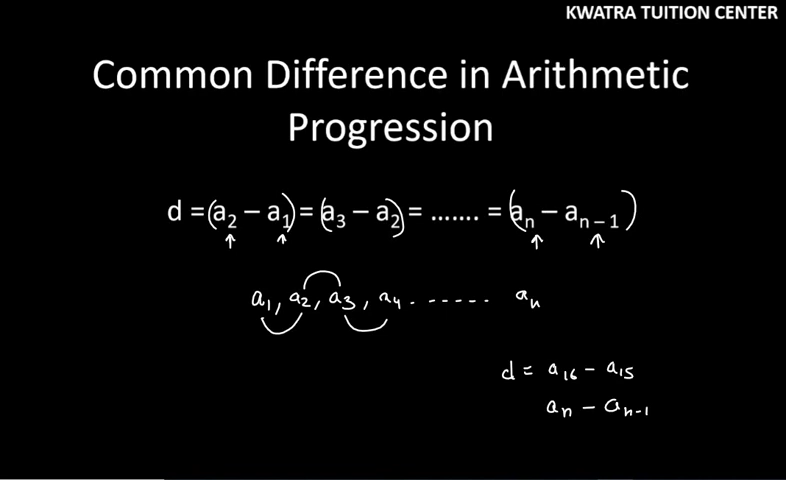 KWATRA TUITION CENTER
Common Difference in Arithmetic
Progression
d = (a₂ – a₁) = (a₃ – a₂) = ....... = (aₙ – aₙ₋₁)
a₁, a₂, a₃, a₄. ------ aₙ
d = a₁₆ – a₁₅
aₙ – aₙ₋₁